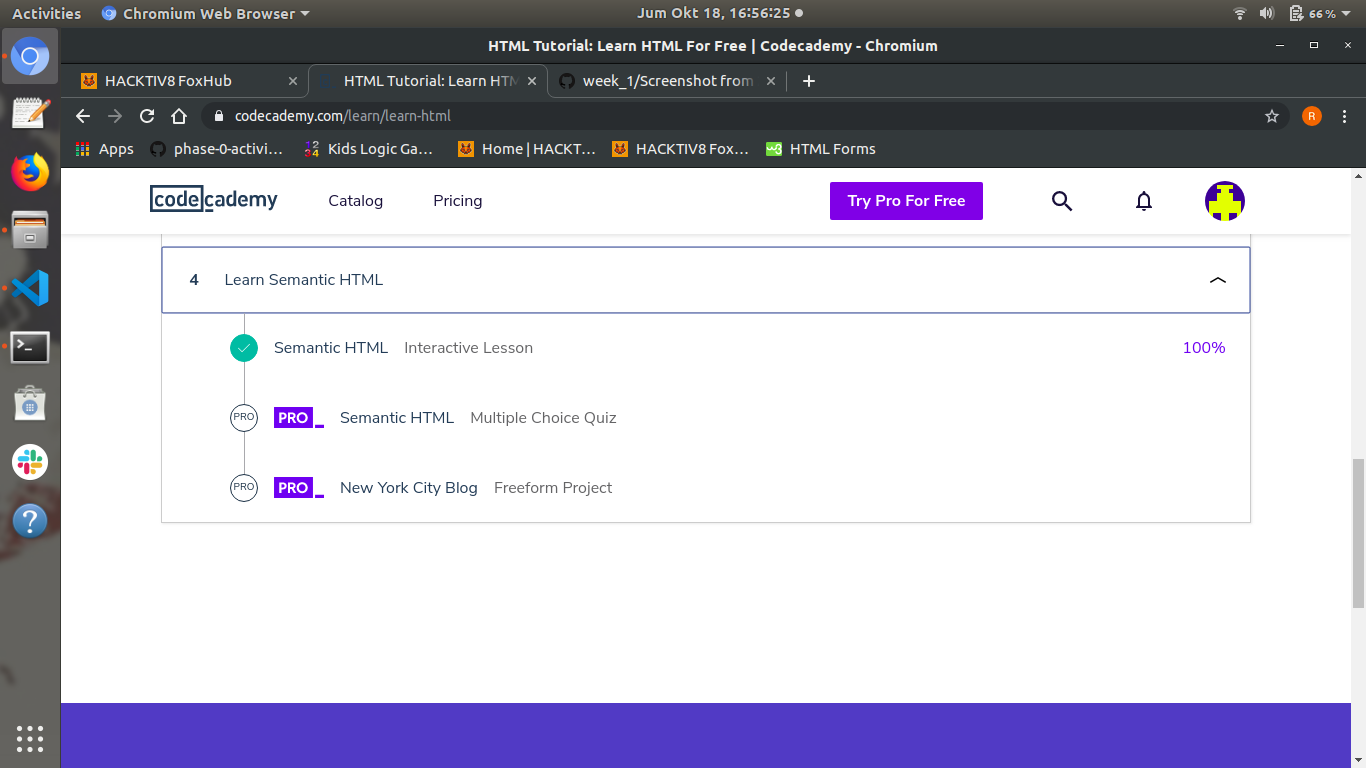 Activities Chromium Web Browser Jum Okt 18, 16:56:25 66 %
HTML Tutorial: Learn HTML For Free | Codecademy - Chromium
HACKTIV8 FoxHub HTML Tutorial: Learn HTM week_1/Screenshot from
codecademy.com/learn/learn-html R
Apps phase-0-activi... Kids Logic Ga... Home | HACKT... HACKTIV8 Fox... HTML Forms
codecademy Catalog Pricing Try Pro For Free
4 Learn Semantic HTML
Semantic HTML Interactive Lesson 100%
PRO PRO_ Semantic HTML Multiple Choice Quiz
PRO PRO_ New York City Blog Freeform Project